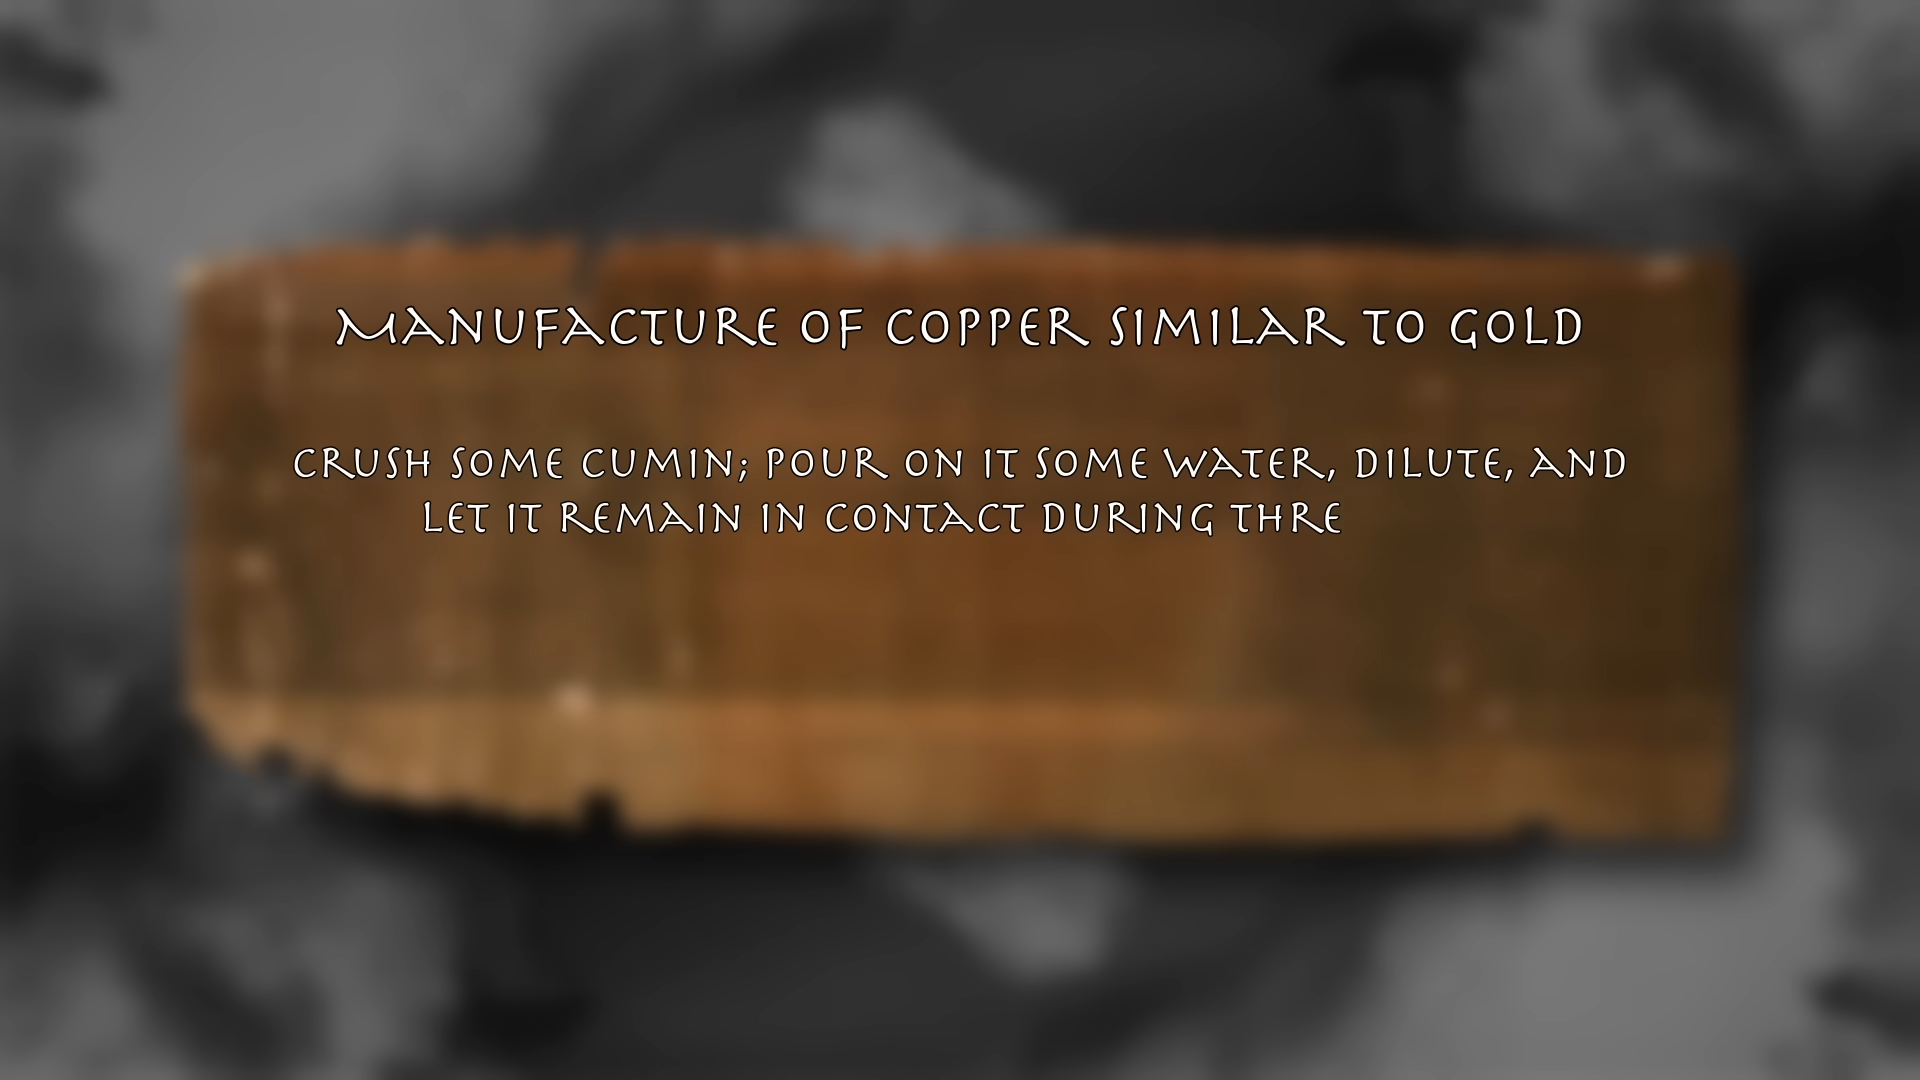 Manufacture of Copper Similar to Gold
Crush some cumin; pour on it some water, dilute, and
let it remain in contact during thre